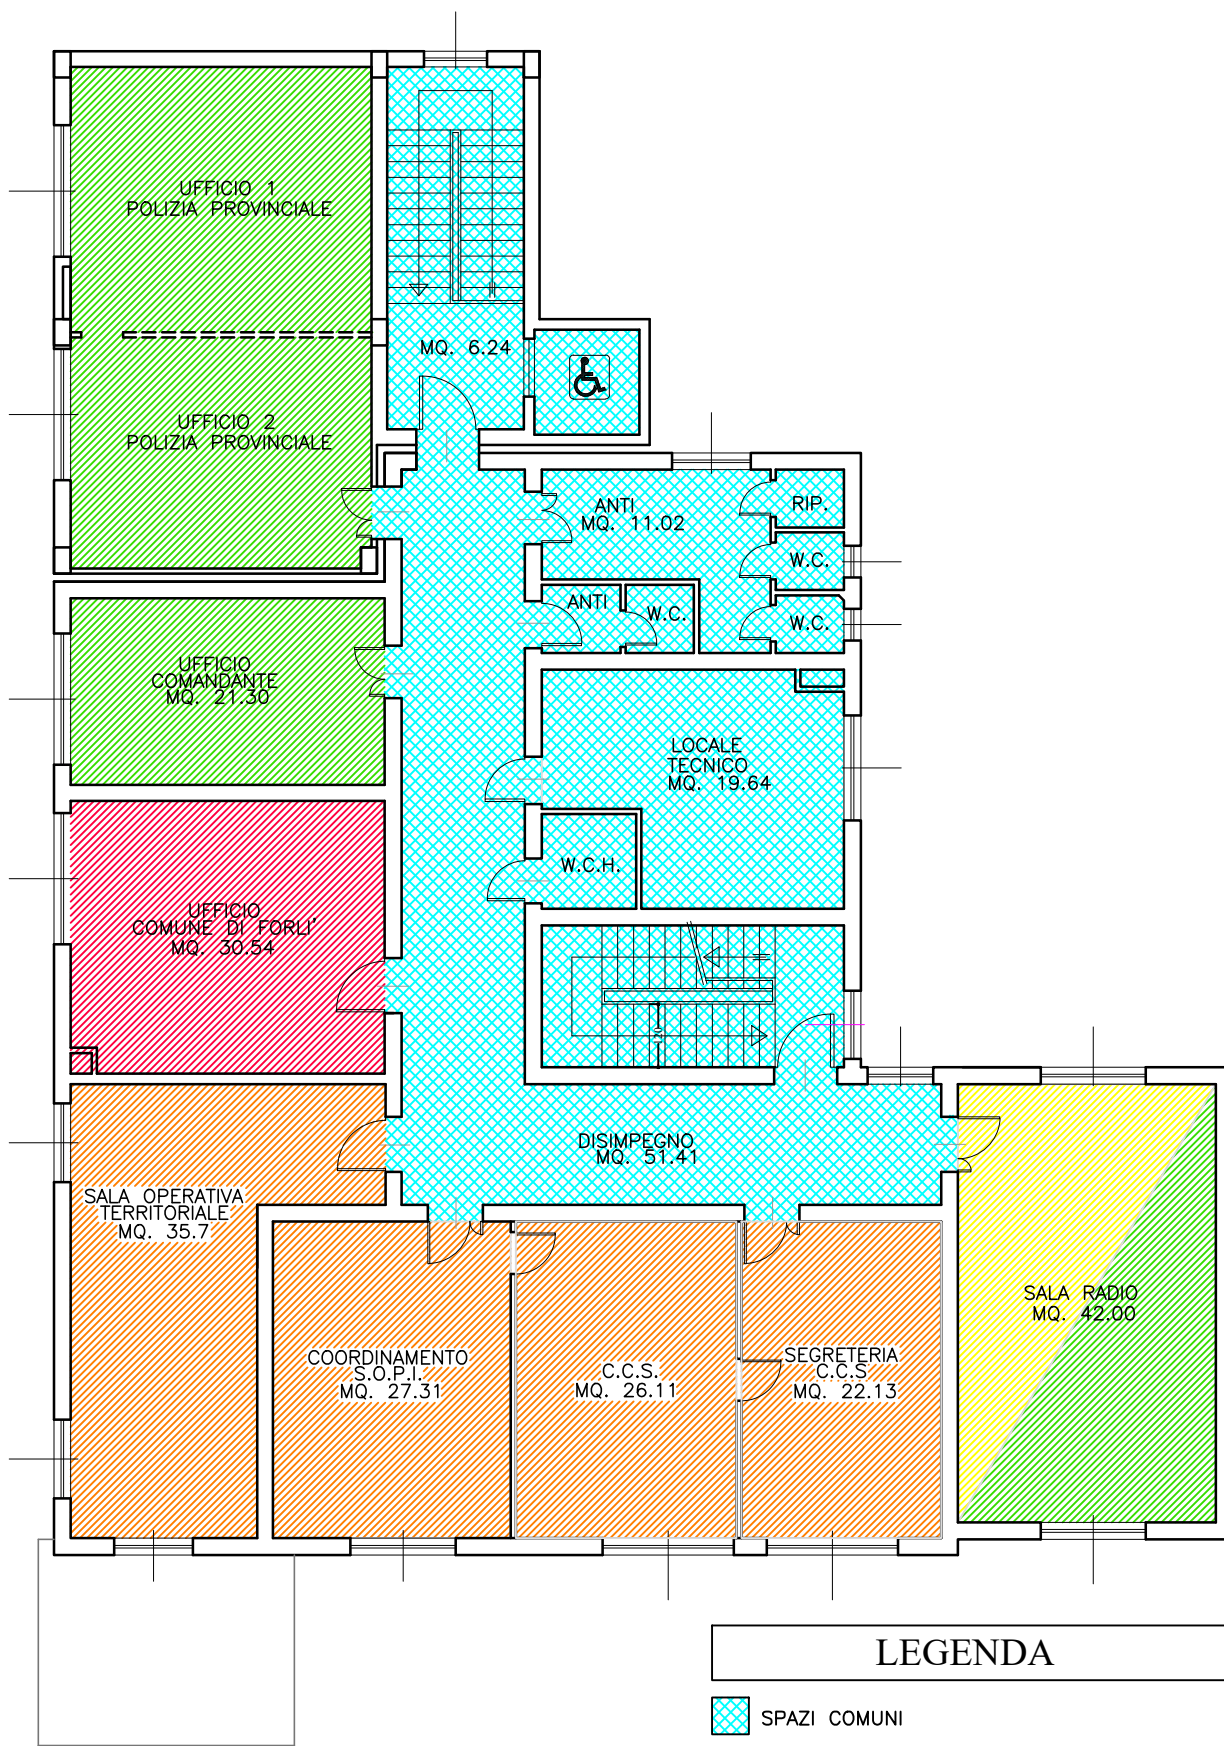 UFFICIO 1
POLIZIA PROVINCIALE
MQ. 6.24
UFFICIO 2
POLIZIA PROVINCIALE
ANTI
MQ. 11.02
RIP.
W.C.
ANTI
W.C.
W.C.
UFFICIO
COMANDANTE
MQ. 21.30
LOCALE
TECNICO
MQ. 19.64
W.C.H.
UFFICIO
COMUNE DI FORLI'
MQ. 30.54
120
DISIMPEGNO
MQ. 51.41
SALA OPERATIVA
TERRITORIALE
MQ. 35.7
SALA RADIO
MQ. 42.00
COORDINAMENTO
S.O.P.I.
MQ. 27.31
C.C.S.
MQ. 26.11
SEGRETERIA
C.C.S
MQ. 22.13
LEGENDA
SPAZI COMUNI